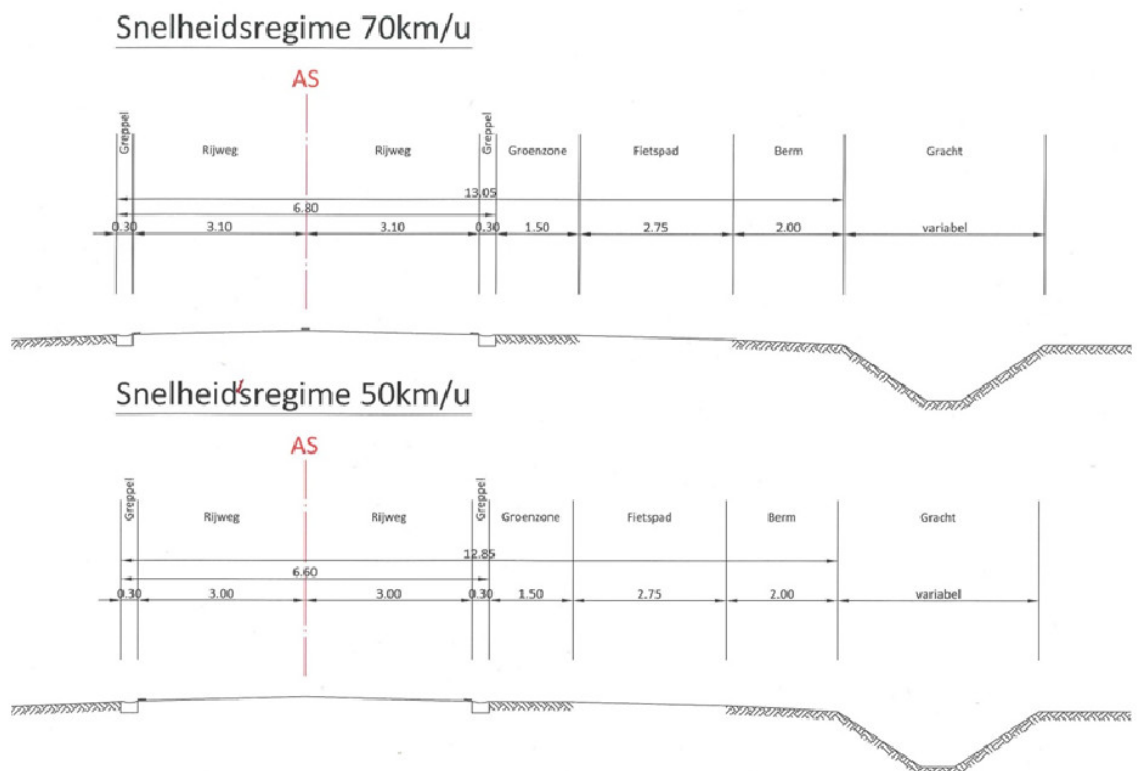 Snelheidsregime 70km/u
AS
Greppel Rijweg Rijweg Greppel Groenzone Fietspad Berm Gracht
13.05
6.80
0.30 3.10 3.10 0.30 1.50 2.75 2.00 variabel
Snelheidsregime 50km/u
AS
Greppel Rijweg Rijweg Greppel Groenzone Fietspad Berm Gracht
12.85
6.60
0.30 3.00 3.00 0.30 1.50 2.75 2.00 variabel